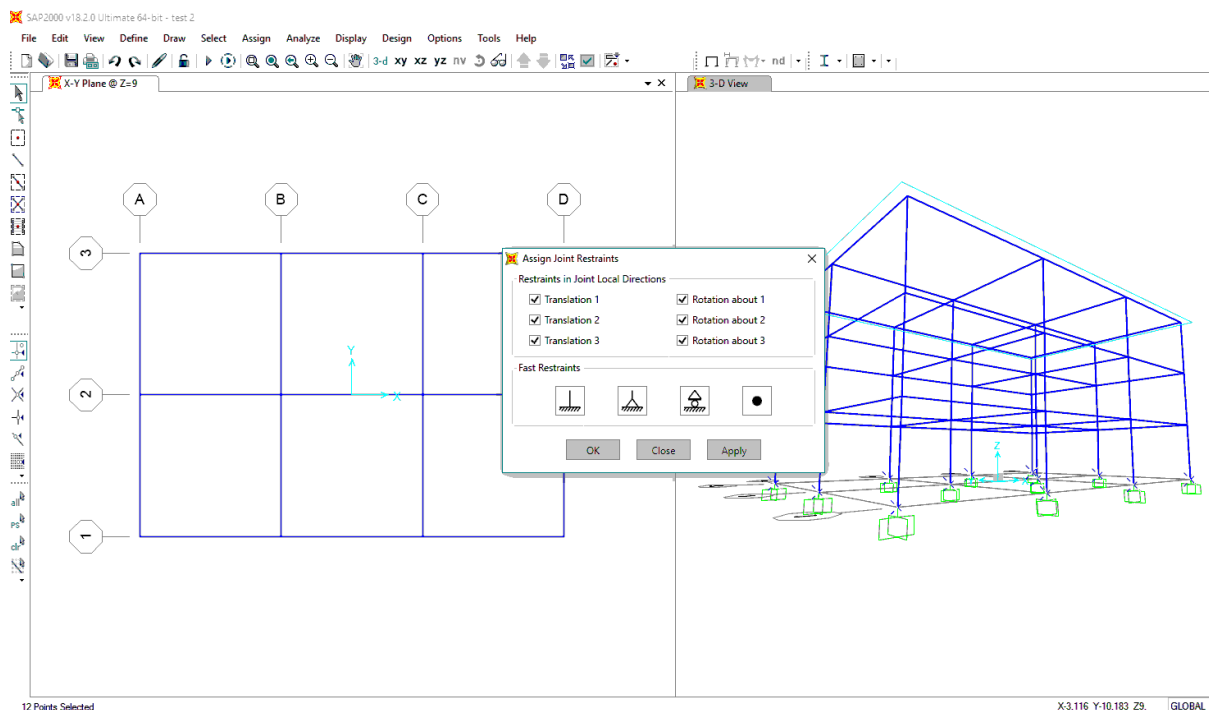 SAP2000 v18.2.0 Ultimate 64-bit - test 2
File Edit View Define Draw Select Assign Analyze Display Design Options Tools Help
3-d xy xz yz nv nd
X-Y Plane @ Z=9
3-D View
A B C D
3
Assign Joint Restraints
Restraints in Joint Local Directions
Translation 1 Rotation about 1
Translation 2 Rotation about 2
Translation 3 Rotation about 3
Fast Restraints
Y
X
2
OK Close Apply
Z
all
PS
clr
1
12 Points Selected
X-3.116 Y-10.183 Z9. GLOBAL